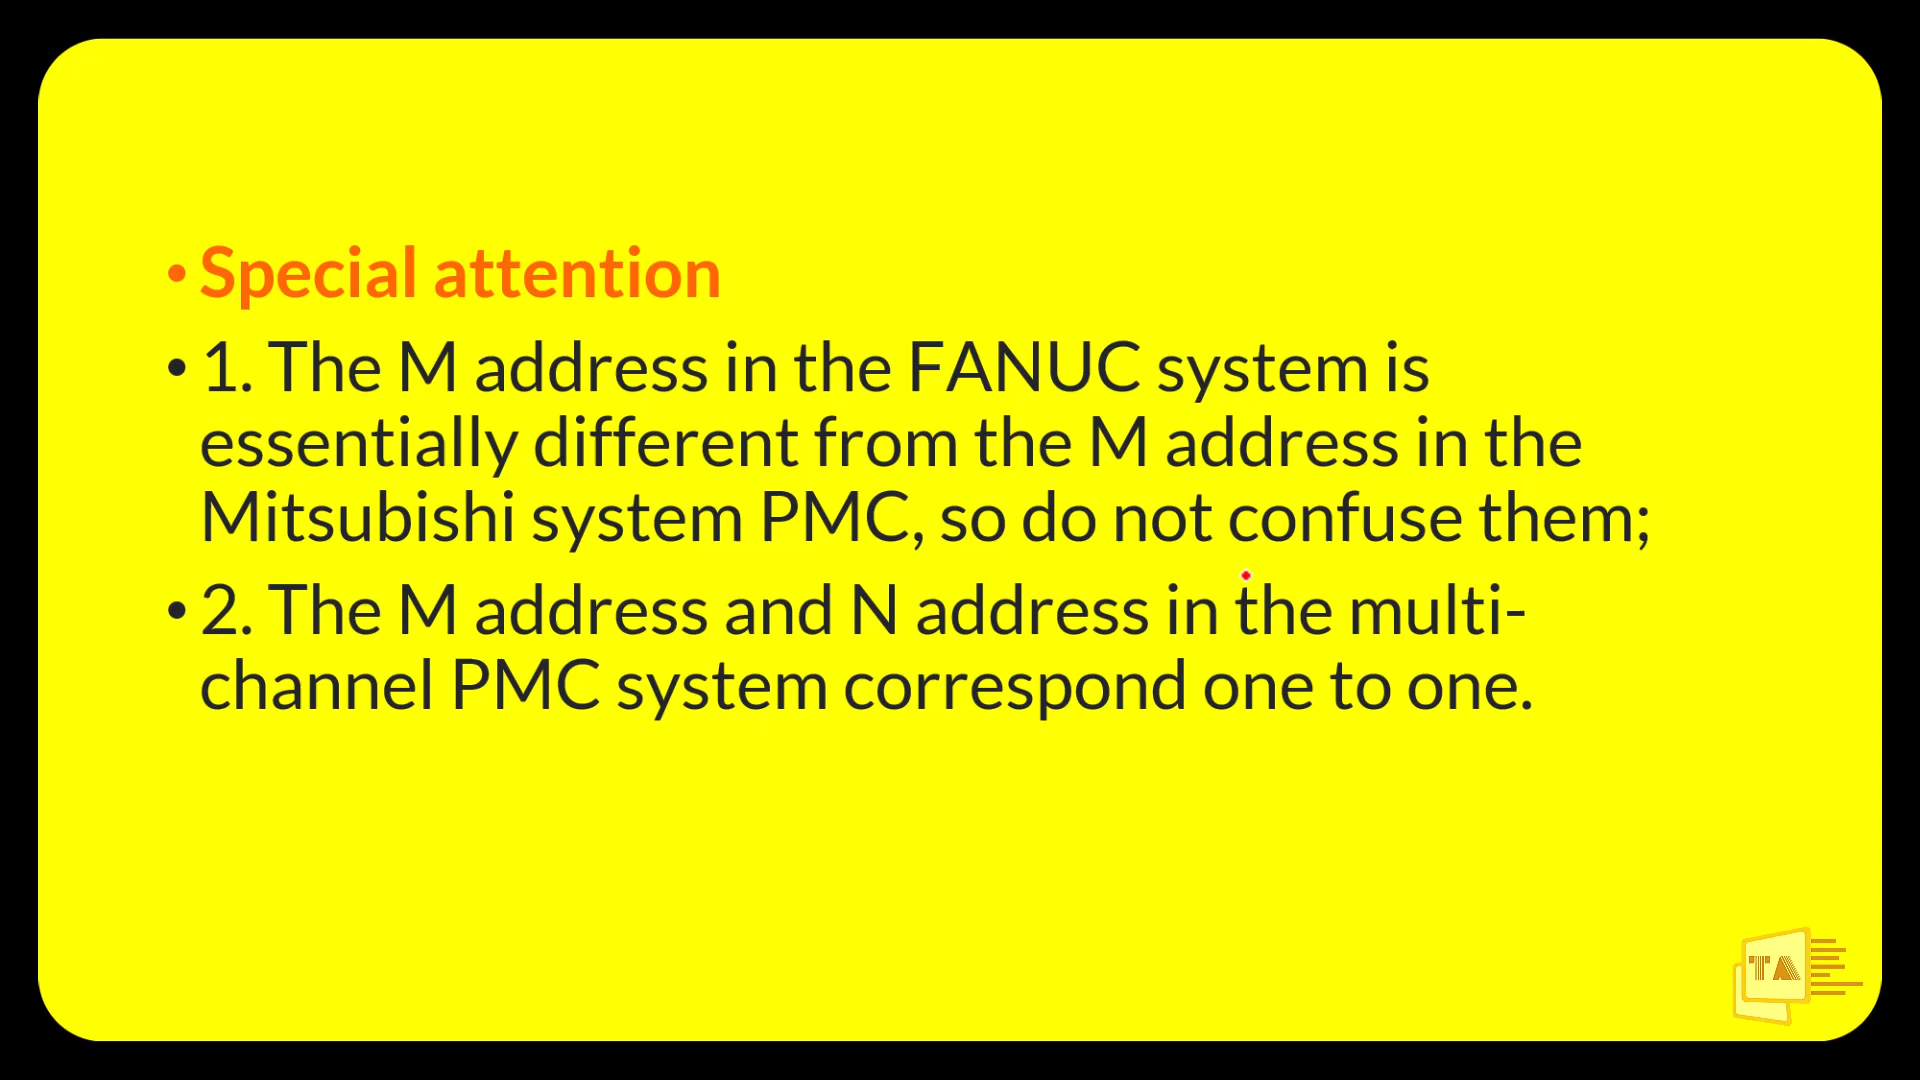 • Special attention
• 1. The M address in the FANUC system is
essentially different from the M address in the
Mitsubishi system PMC, so do not confuse them;
• 2. The M address and N address in the multi-
channel PMC system correspond one to one.
TA